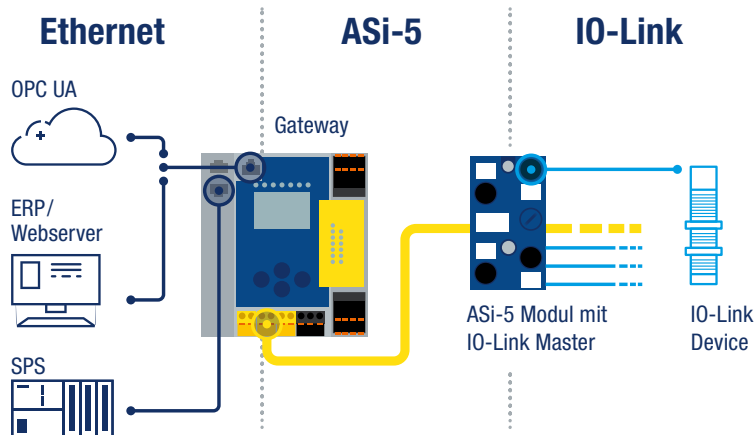 Ethernet
ASi-5
IO-Link
OPC UA
Gateway
ERP/
Webserver
ASi-5 Modul mit
IO-Link Master
IO-Link
Device
SPS